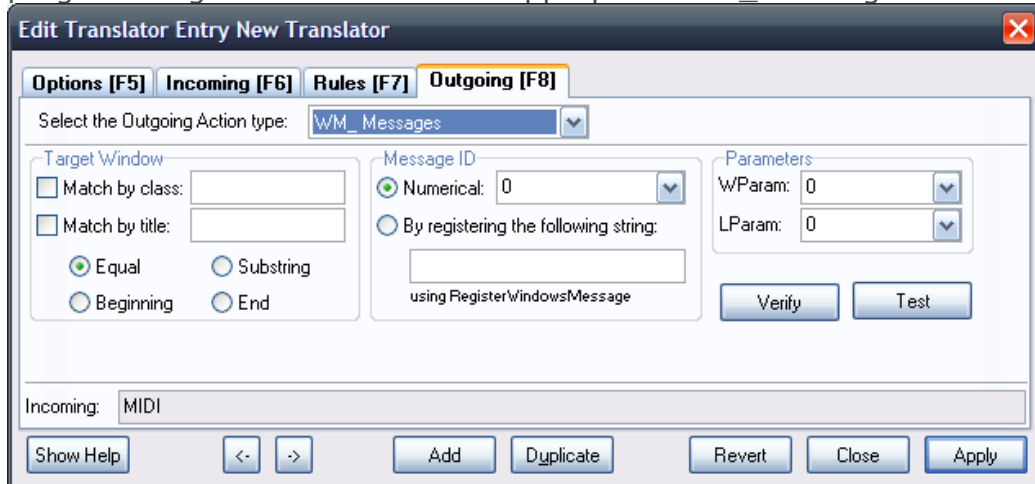 Edit Translator Entry New Translator
Options [F5] Incoming [F6] Rules [F7] Outgoing [F8]
Select the Outgoing Action type: WM_ Messages
Target Window
Match by class:
Match by title:
Equal Substring
Beginning End
Message ID
Numerical: 0
By registering the following string:
using RegisterWindowsMessage
Parameters
WParam: 0
LParam: 0
Verify Test
Incoming: MIDI
Show Help <- -> Add Duplicate Revert Close Apply